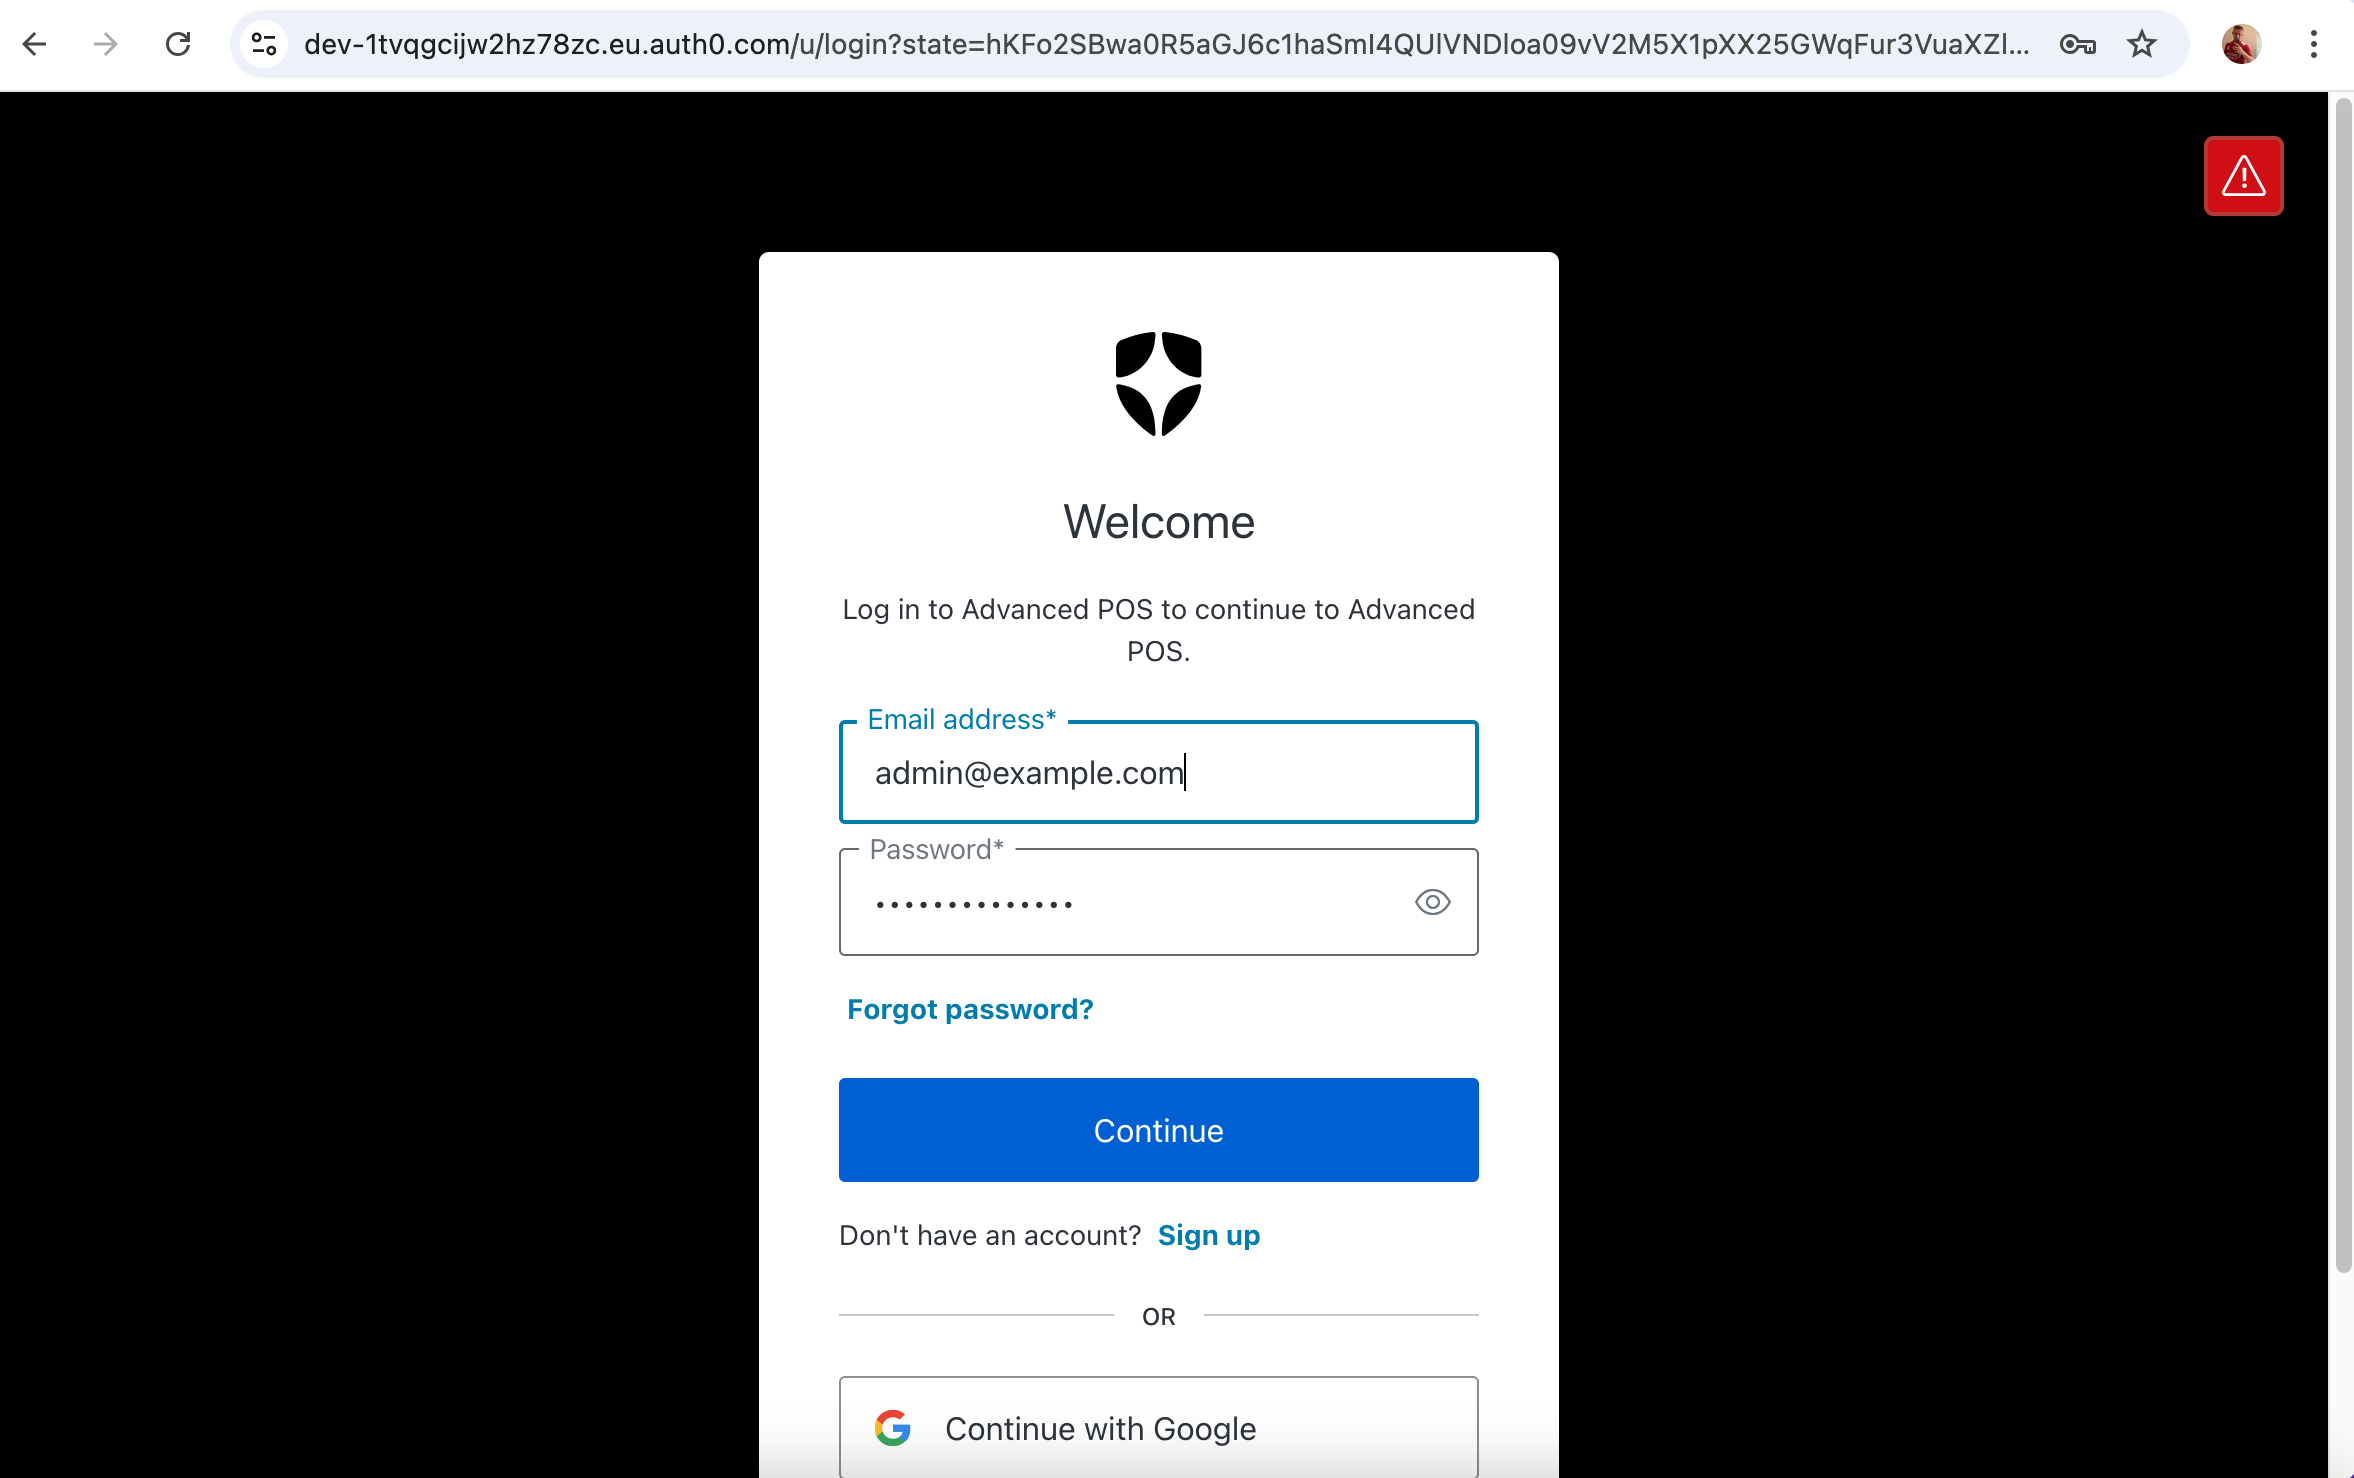 dev-1tvqgcijw2hz78zc.eu.auth0.com/u/login?state=hKFo2SBwa0R5aGJ6c1haSmI4QUlVNDloa09vV2M5X1pXX25GWqFur3VuaXZl...
Welcome
Log in to Advanced POS to continue to Advanced
POS.
Email address*
admin@example.com
Password*
••••••••••••••
Forgot password?
Continue
Don't have an account? Sign up
OR
Continue with Google